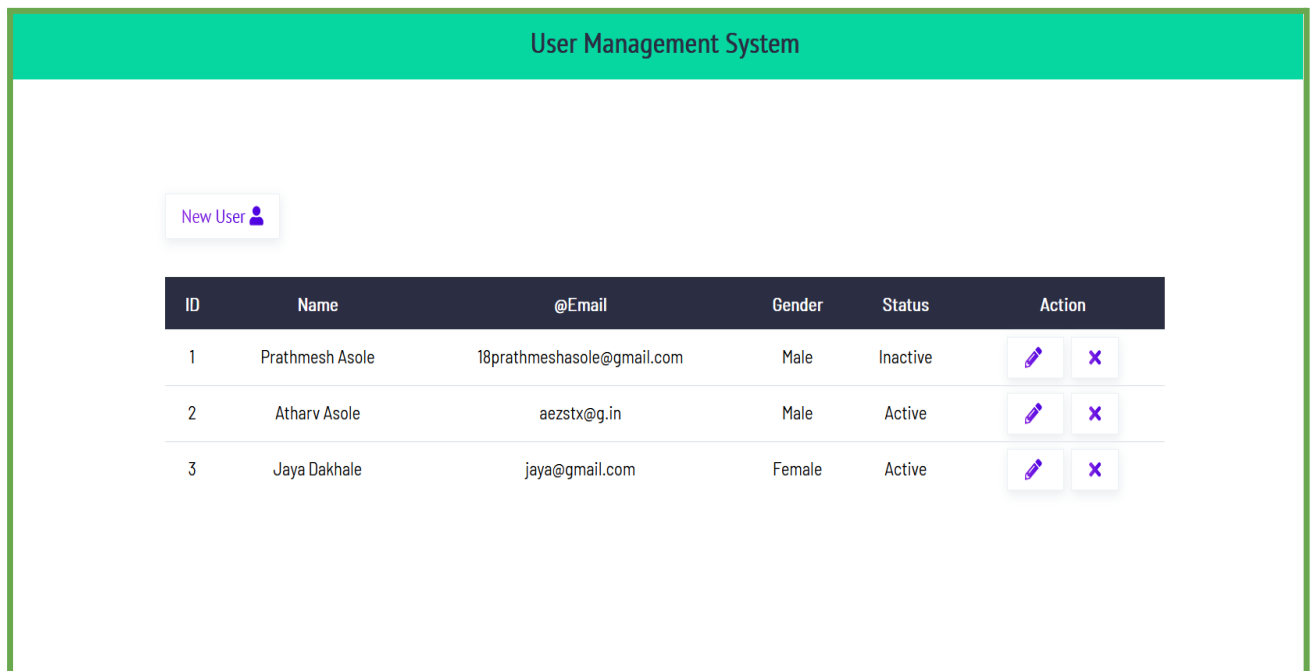 User Management System
New User
ID Name @Email Gender Status Action
1 Prathmesh Asole 18prathmeshasole@gmail.com Male Inactive
2 Atharv Asole aezstx@g.in Male Active
3 Jaya Dakhale jaya@gmail.com Female Active